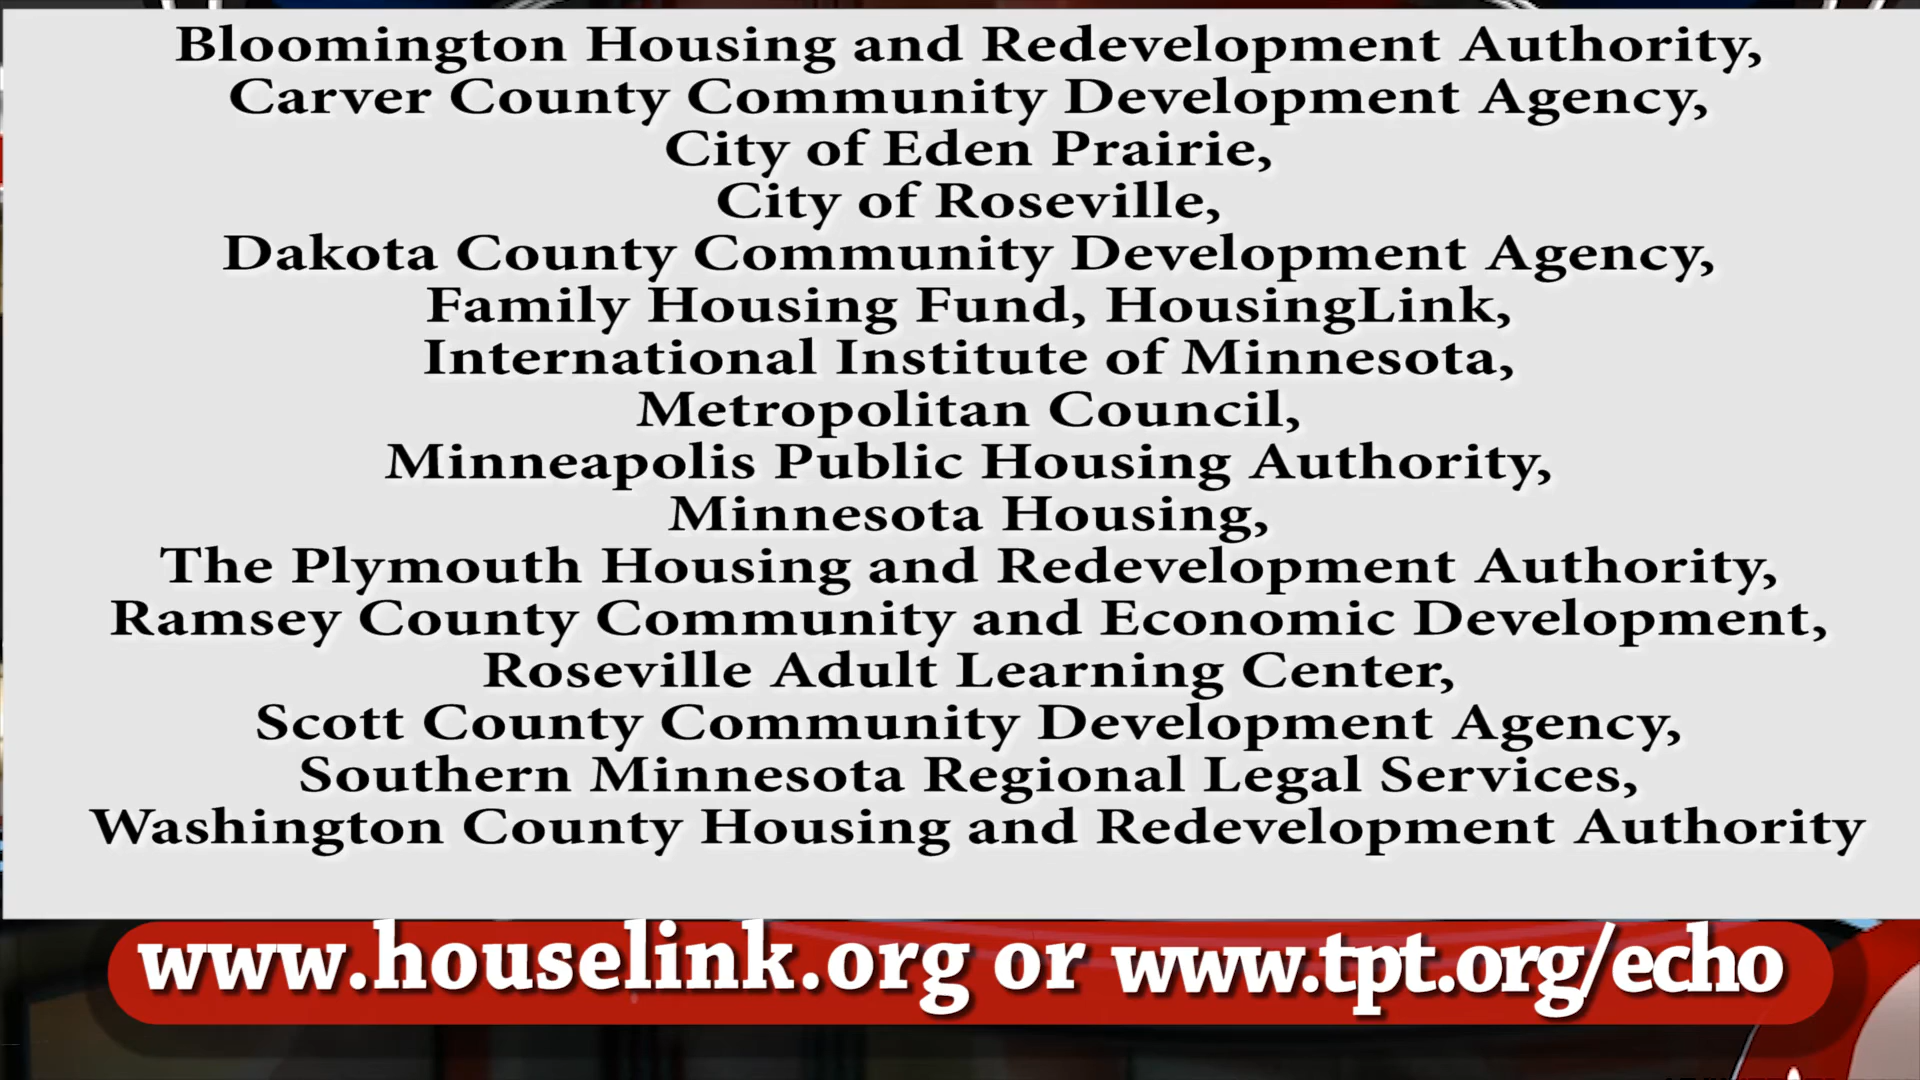 Bloomington Housing and Redevelopment Authority,
Carver County Community Development Agency,
City of Eden Prairie,
City of Roseville,
Dakota County Community Development Agency,
Family Housing Fund, HousingLink,
International Institute of Minnesota,
Metropolitan Council,
Minneapolis Public Housing Authority,
Minnesota Housing,
The Plymouth Housing and Redevelopment Authority,
Ramsey County Community and Economic Development,
Roseville Adult Learning Center,
Scott County Community Development Agency,
Southern Minnesota Regional Legal Services,
Washington County Housing and Redevelopment Authority
www.houselink.org or www.tpt.org/echo